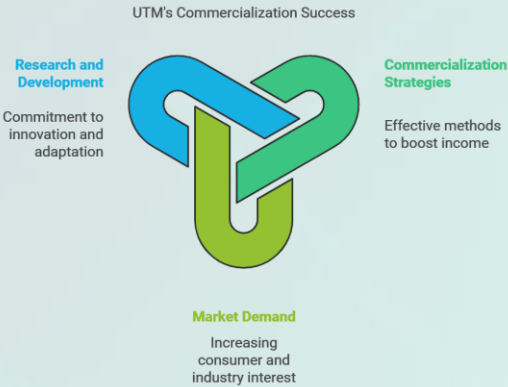 UTM's Commercialization Success
Research and
Development
Commitment to
innovation and
adaptation
Commercialization
Strategies
Effective methods
to boost income
Market Demand
Increasing
consumer and
industry interest